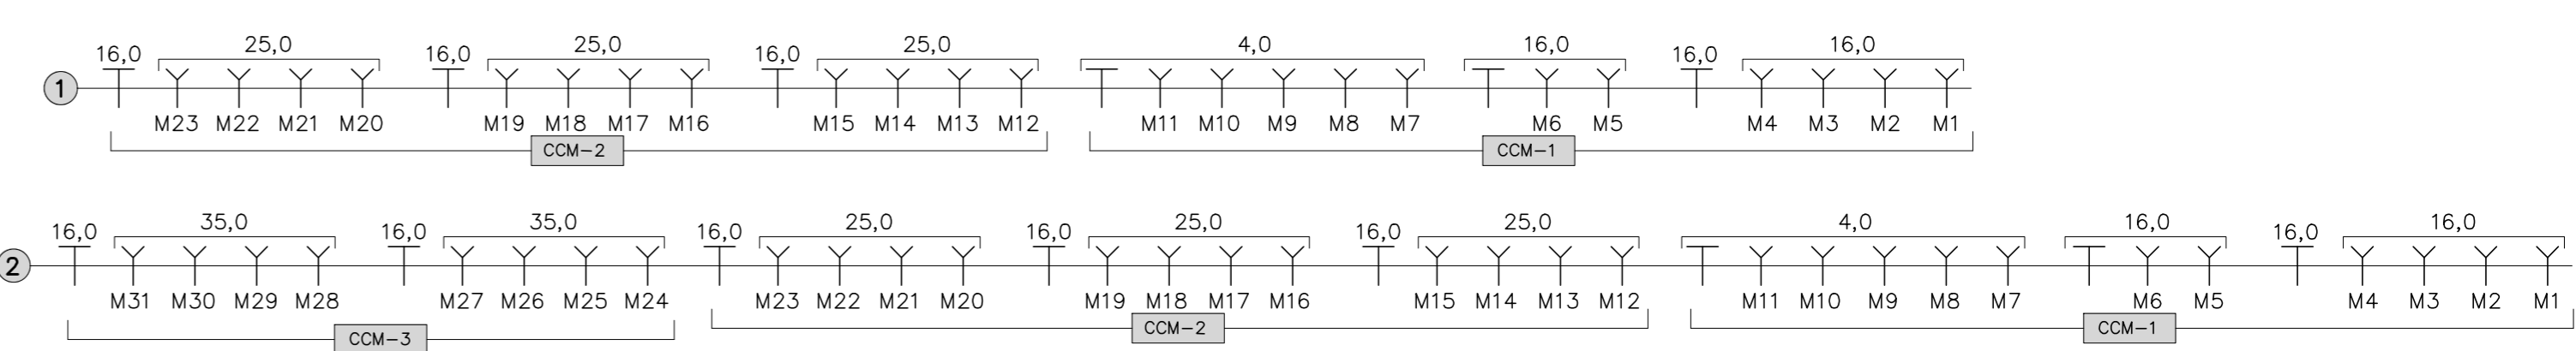 16,0 25,0 16,0 25,0 16,0 25,0 4,0 16,0 16,0 16,0
1
M23 M22 M21 M20 M19 M18 M17 M16 M15 M14 M13 M12 M11 M10 M9 M8 M7 M6 M5 M4 M3 M2 M1
CCM-2 CCM-1
16,0 35,0 16,0 35,0 16,0 25,0 16,0 25,0 16,0 25,0 4,0 16,0 16,0 16,0
2
M31 M30 M29 M28 M27 M26 M25 M24 M23 M22 M21 M20 M19 M18 M17 M16 M15 M14 M13 M12 M11 M10 M9 M8 M7 M6 M5 M4 M3 M2 M1
CCM-3 CCM-2 CCM-1